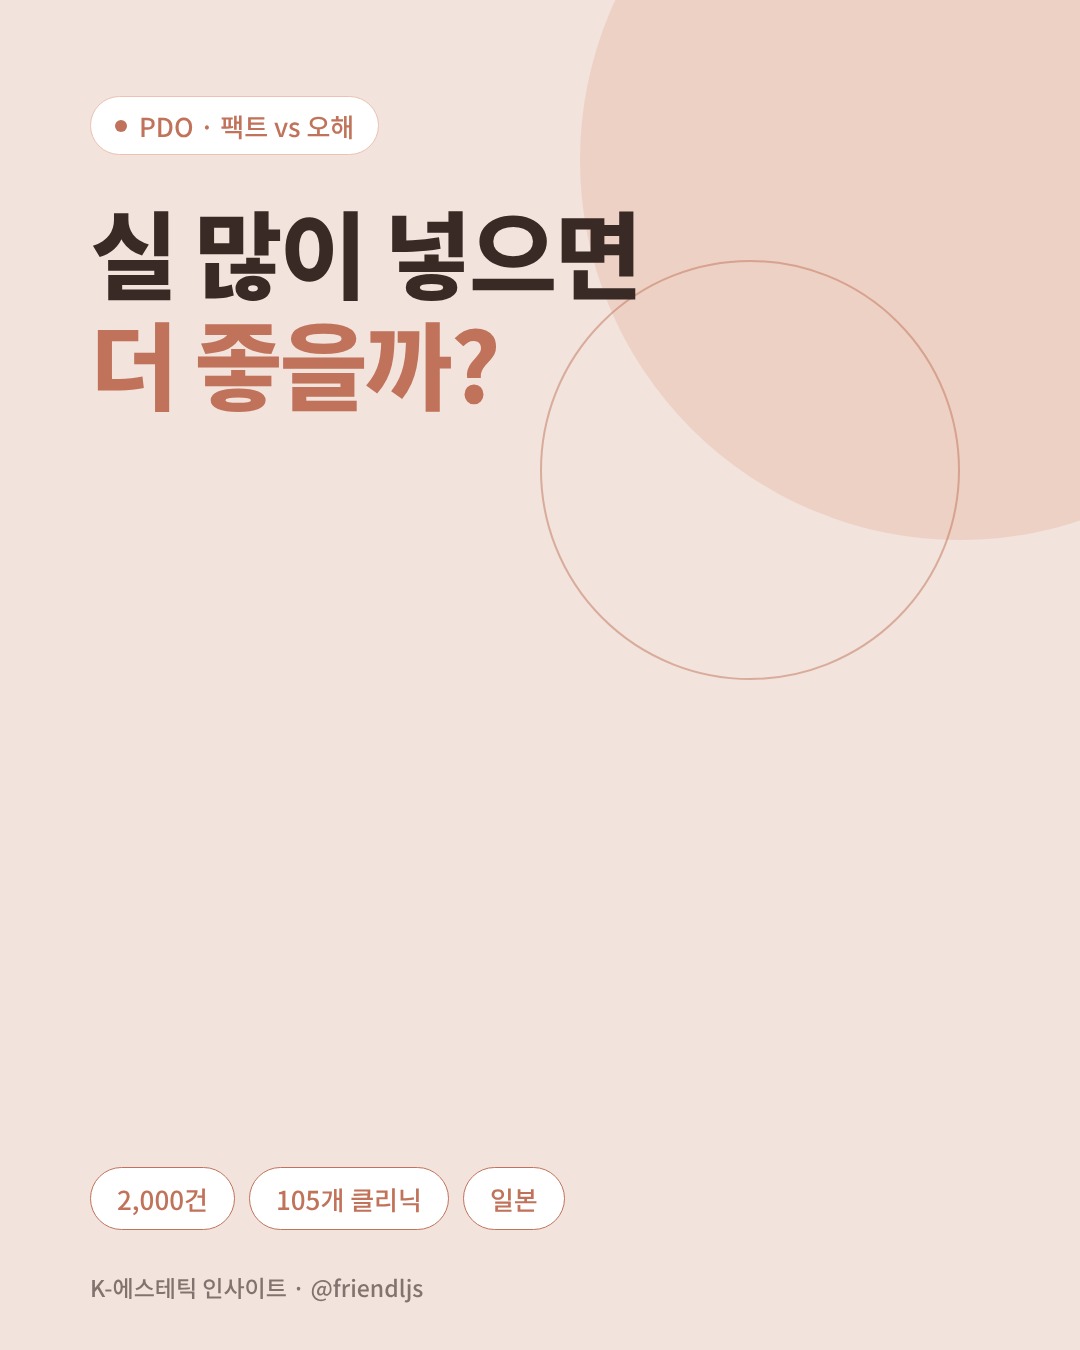 PDO · 팩트 vs 오해
실 많이 넣으면
더 좋을까?
2,000건
105개 클리닉
일본
K-에스테틱 인사이트 · @friendljs